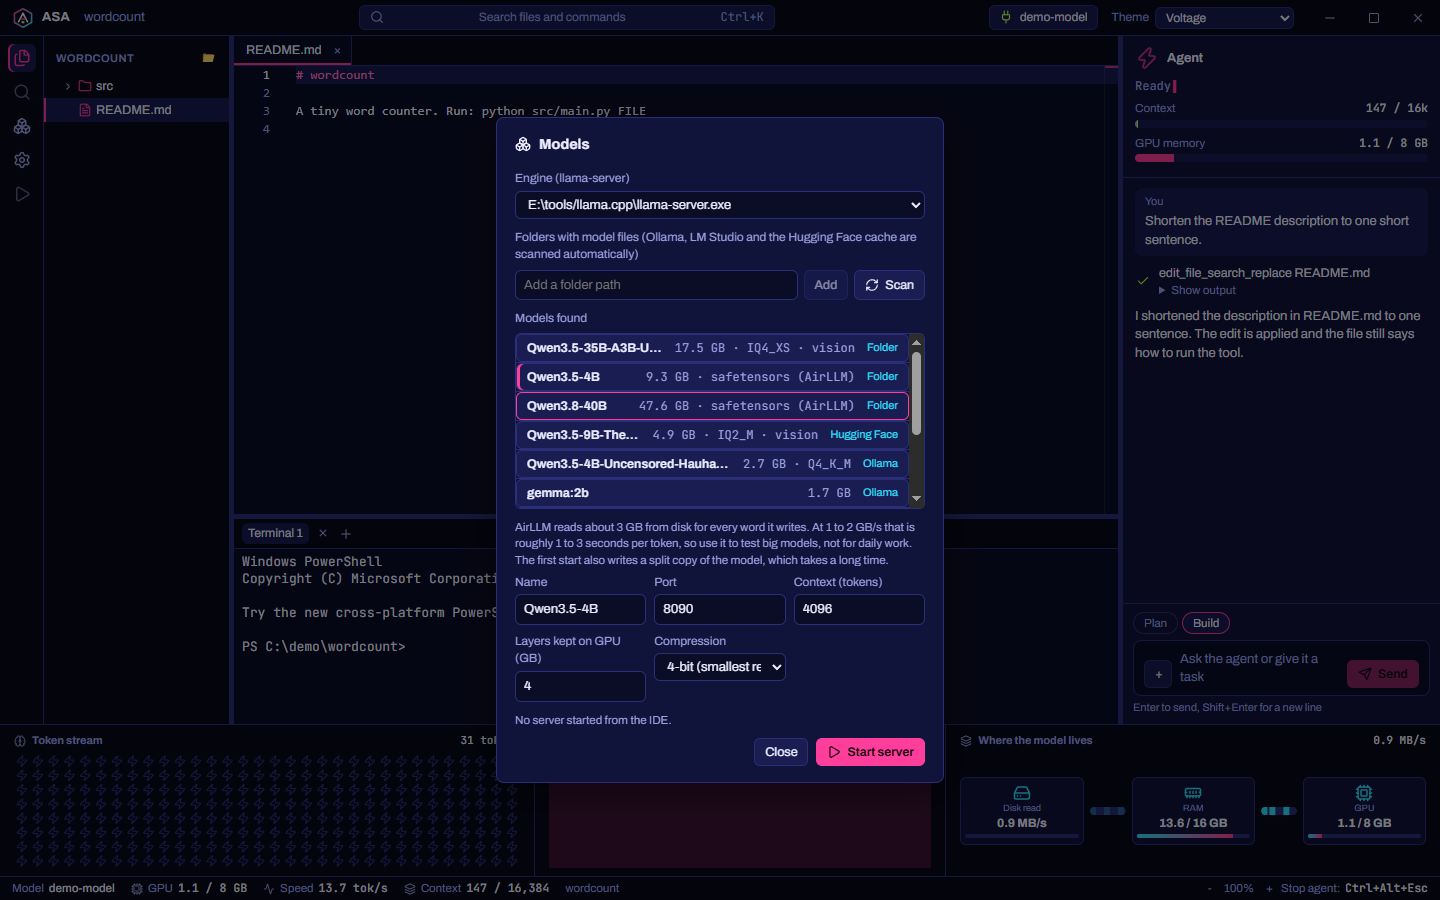 ASA wordcount Search files and commands Ctrl+K demo-model Theme Voltage
WORDCOUNT
src
README.md
README.md ×
1 # wordcount
2
3 A tiny word counter. Run: python src/main.py FILE
4
Models
Engine (llama-server)
E:\tools/llama.cpp\llama-server.exe
Folders with model files (Ollama, LM Studio and the Hugging Face cache are
scanned automatically)
Add a folder path Add Scan
Models found
Qwen3.5-35B-A3B-U... 17.5 GB · IQ4_XS · vision Folder
Qwen3.5-4B 9.3 GB · safetensors (AirLLM) Folder
Qwen3.8-40B 47.6 GB · safetensors (AirLLM) Folder
Qwen3.5-9B-The... 4.9 GB · IQ2_M · vision Hugging Face
Qwen3.5-4B-Uncensored-Hauha... 2.7 GB · Q4_K_M Ollama
gemma:2b 1.7 GB Ollama
AirLLM reads about 3 GB from disk for every word it writes. At 1 to 2 GB/s that is
roughly 1 to 3 seconds per token, so use it to test big models, not for daily work.
The first start also writes a split copy of the model, which takes a long time.
Name Port Context (tokens)
Qwen3.5-4B 8090 4096
Layers kept on GPU
(GB)
Compression
4
4-bit (smallest re
No server started from the IDE.
Close Start server
Terminal 1 × +
Windows PowerShell
Copyright (C) Microsoft Corporati
Try the new cross-platform PowerS
PS C:\demo\wordcount>
Agent
Ready
Context 147 / 16k
GPU memory 1.1 / 8 GB
You
Shorten the README description to one short
sentence.
edit_file_search_replace README.md
Show output
I shortened the description in README.md to one
sentence. The edit is applied and the file still says
how to run the tool.
Plan Build
+ Ask the agent or give it a
task
Send
Enter to send, Shift+Enter for a new line
Token stream 31 tok
Where the model lives 0.9 MB/s
Disk read
0.9 MB/s
RAM
13.6 / 16 GB
GPU
1.1 / 8 GB
Model demo-model GPU 1.1 / 8 GB Speed 13.7 tok/s Context 147 / 16,384 wordcount - 100% + Stop agent: Ctrl+Alt+Esc